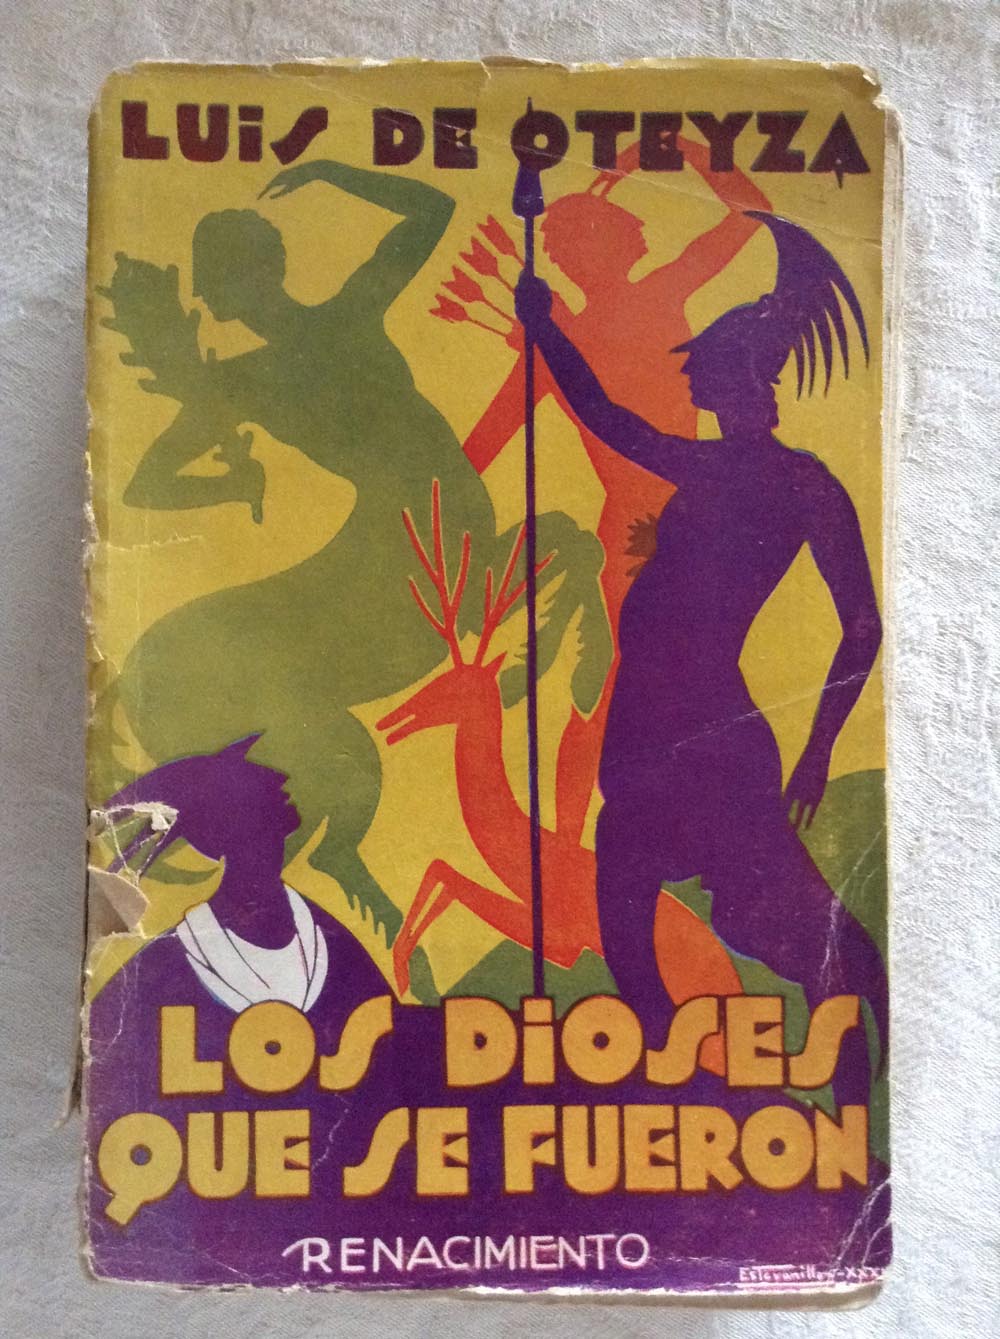 LUiS DE OTEYZA
LOS DiOSES
QUE SE FUERON
RENACIMIENTO